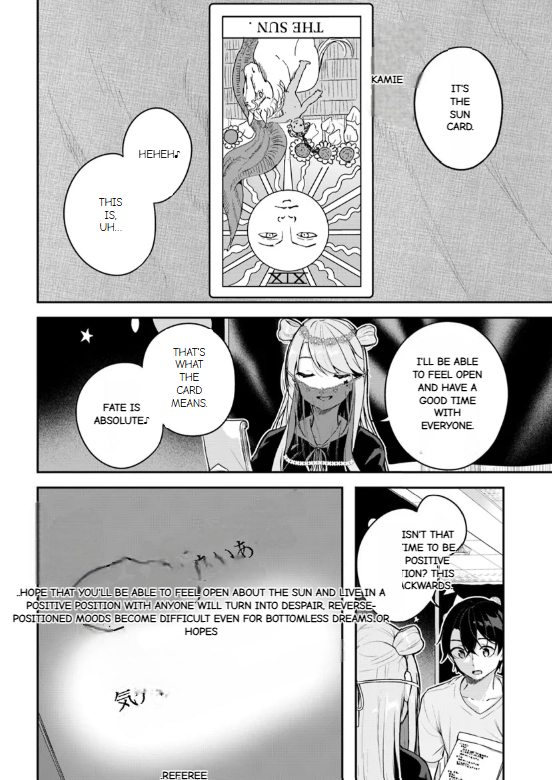 THE SUN.
KAMIE
IT'S
THE
SUN
CARD.
HEHEH♪
THIS
IS,
UH...
XIX
I'LL BE ABLE
TO FEEL OPEN
AND HAVE A
GOOD TIME
WITH
EVERYONE.
THAT'S
WHAT
THE
CARD
MEANS.
FATE IS
ABSOLUTE♪
ISN'T THAT
TIME TO BE
POSITIVE
TION? THIS
ACKWARDS.
..HOPE THAT YOU'LL BE ABLE TO FEEL OPEN ABOUT THE SUN AND LIVE IN A
POSITIVE POSITION WITH ANYONE WILL TURN INTO DESPAIR, REVERSE-
POSITIONED MOODS BECOME DIFFICULT EVEN FOR BOTTOMLESS DREAMS.OR
HOPES
気
.REFEREE